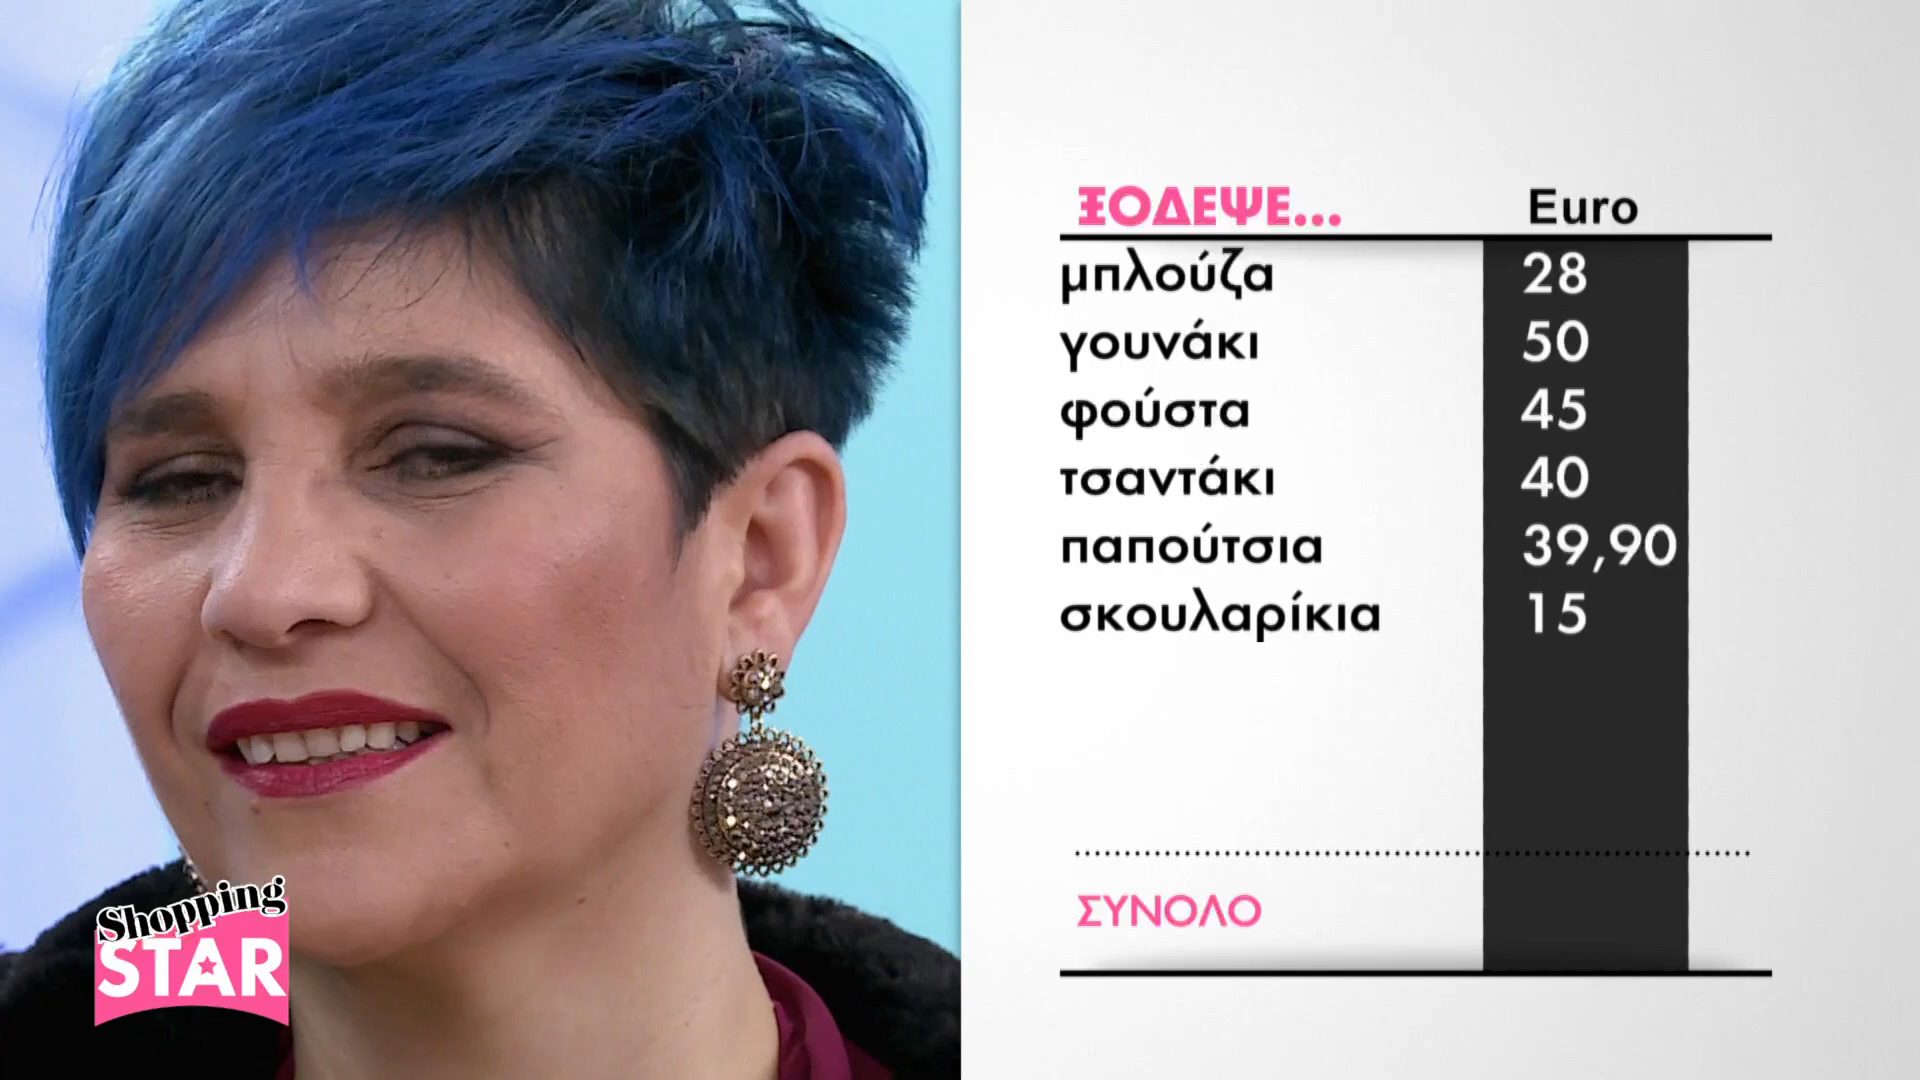 ΞΟΔΕΨΕ... Euro
μπλούζα 28
γουνάκι 50
φούστα 45
τσαντάκι 40
παπούτσια 39,90
σκουλαρίκια 15
ΣΥΝΟΛΟ
Shopping
STAR